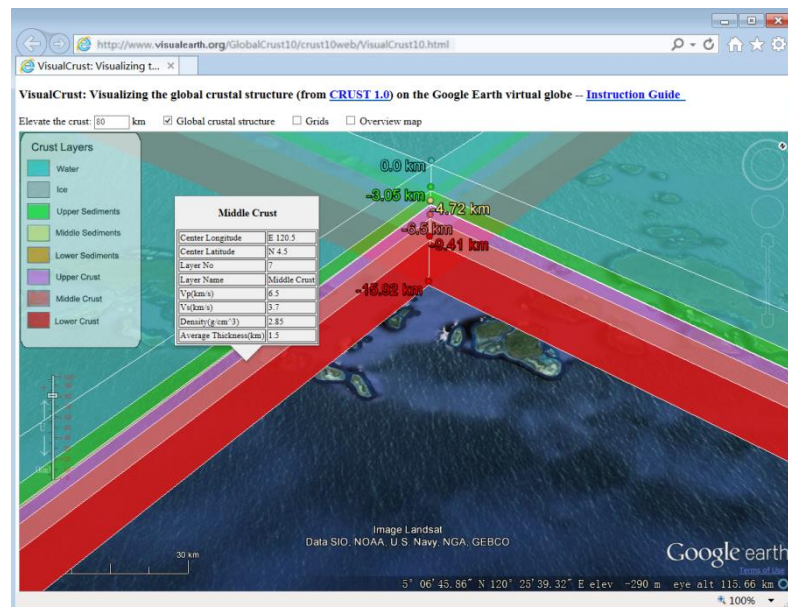 http://www.visualearth.org/GlobalCrust10/crust10web/VisualCrust10.html
VisualCrust: Visualizing t...
VisualCrust: Visualizing the global crustal structure (from CRUST 1.0) on the Google Earth virtual globe -- Instruction Guide
Elevate the crust: 80 km Global crustal structure Grids Overview map
Crust Layers
Water
Ice
Upper Sediments
Middle Sediments
Lower Sediments
Upper Crust
Middle Crust
Lower Crust
Middle Crust
Center Longitude E 120.5
Center Latitude N 4.5
Layer No 7
Layer Name Middle Crust
Vp(km/s) 6.5
Vs(km/s) 3.7
Density(g/cm^3) 2.85
Average Thickness(km) 1.5
0.0 km
-3.05 km
-4.72 km
-6.5 km
-9.41 km
-15.92 km
(km)
30 km
Image Landsat
Data SIO, NOAA, U.S. Navy, NGA, GEBCO
Google earth
Terms of Use
5° 06'45.86" N 120° 25'39.32" E elev -290 m eye alt 115.66 km
100%